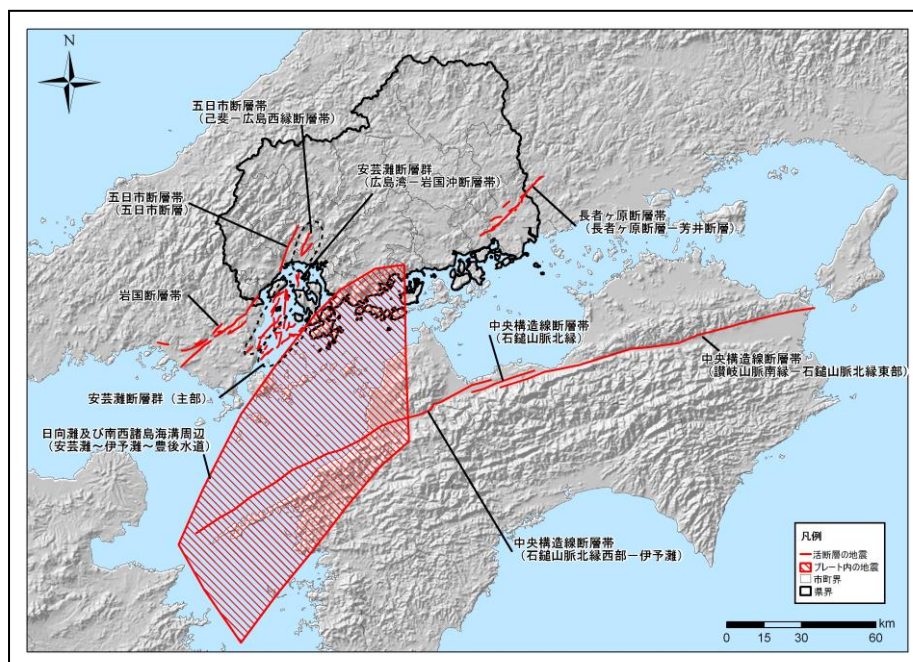 N
五日市断層帯
(己斐－広島西縁断層帯)
安芸灘断層群
(広島湾－岩国沖断層帯)
五日市断層帯
(五日市断層)
長者ヶ原断層帯
(長者ヶ原断層－芳井断層)
岩国断層帯
中央構造線断層帯
(石鎚山脈北縁)
中央構造線断層帯
(讃岐山脈南縁－石鎚山脈北縁東部)
安芸灘断層群(主部)
日向灘及び南西諸島海溝周辺
(安芸灘～伊予灘～豊後水道)
中央構造線断層帯
(石鎚山脈北縁西部－伊予灘)
凡例
活断層の地震
プレート内の地震
市町界
県界
km
0 15 30 60